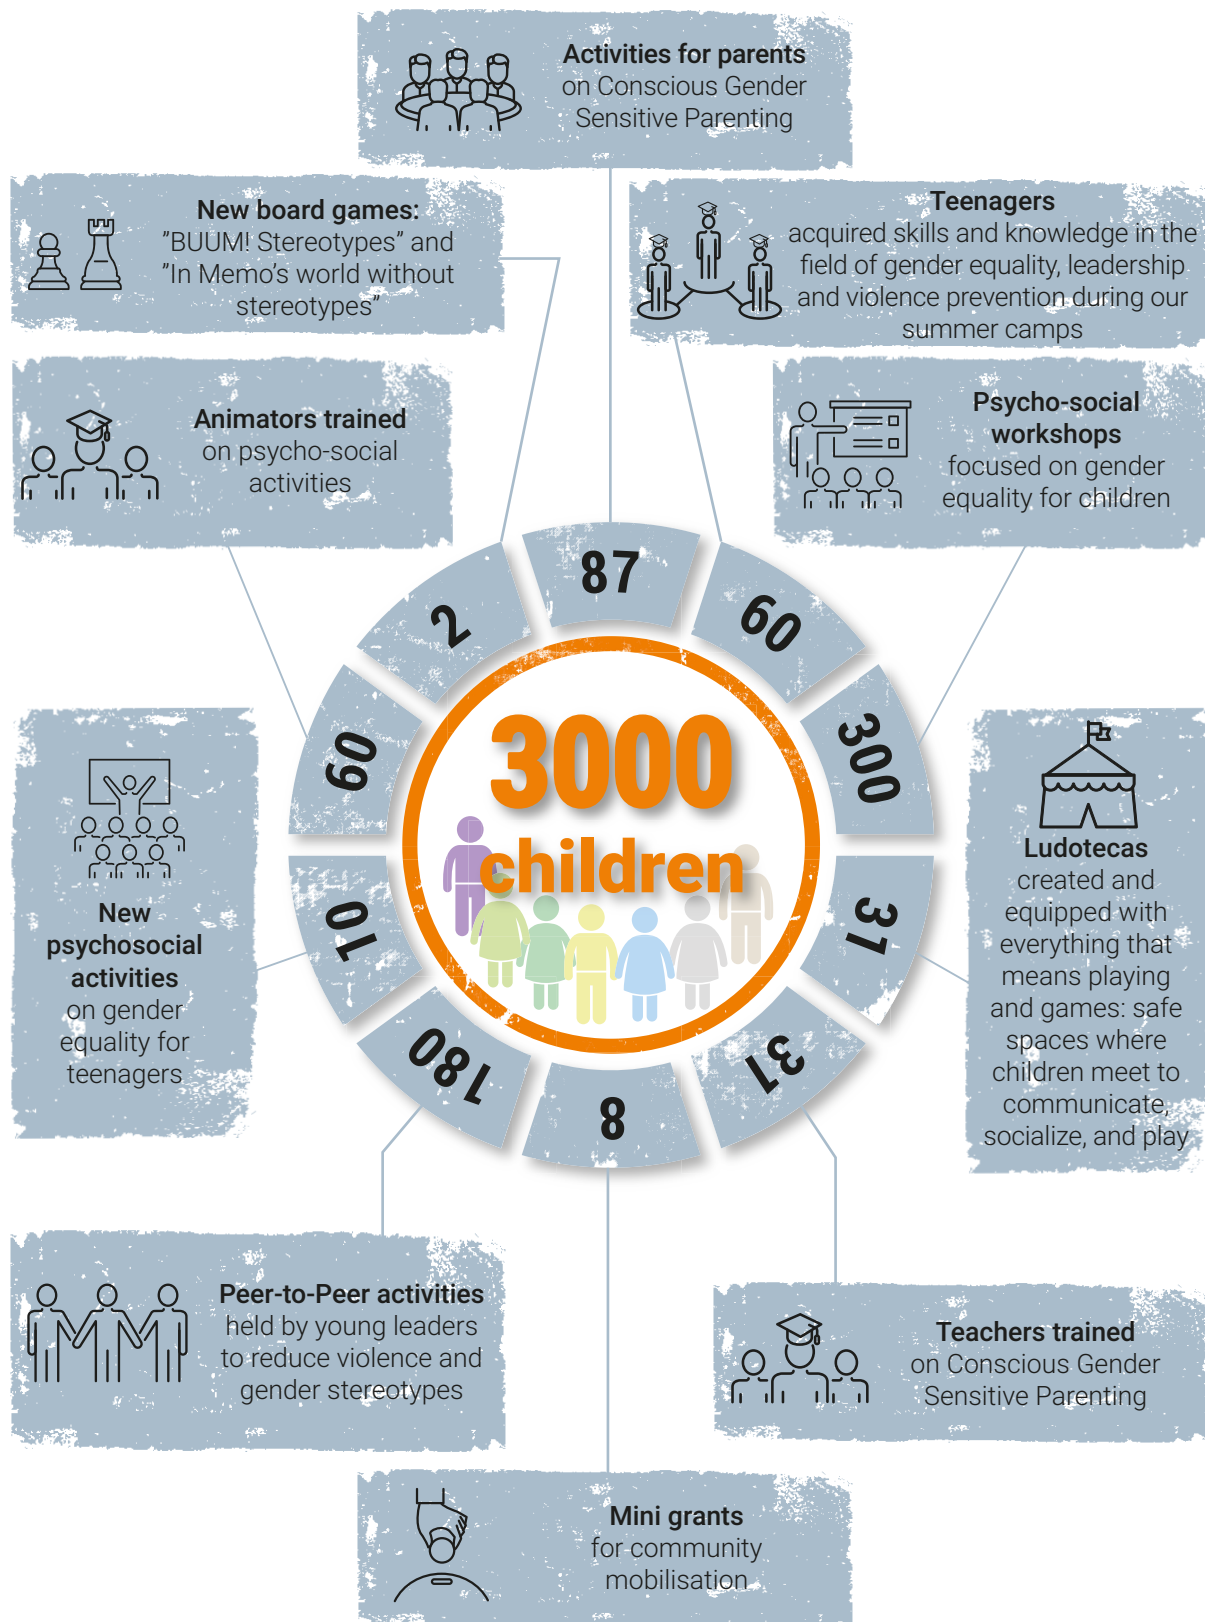 Activities for parents
on Conscious Gender
Sensitive Parenting
New board games:
"BUUM! Stereotypes" and
"In Memo's world without
stereotypes"
Teenagers
acquired skills and knowledge in the
field of gender equality, leadership
and violence prevention during our
summer camps
Animators trained
on psycho-social
activities
Psycho-social
workshops
focused on gender
equality for children
87
2
60
60
300
3000
children
10
31
180
8
31
New
psychosocial
activities
on gender
equality for
teenagers
Ludotecas
created and
equipped with
everything that
means playing
and games: safe
spaces where
children meet to
communicate,
socialize, and play
Peer-to-Peer activities
held by young leaders
to reduce violence and
gender stereotypes
Teachers trained
on Conscious Gender
Sensitive Parenting
Mini grants
for community
mobilisation